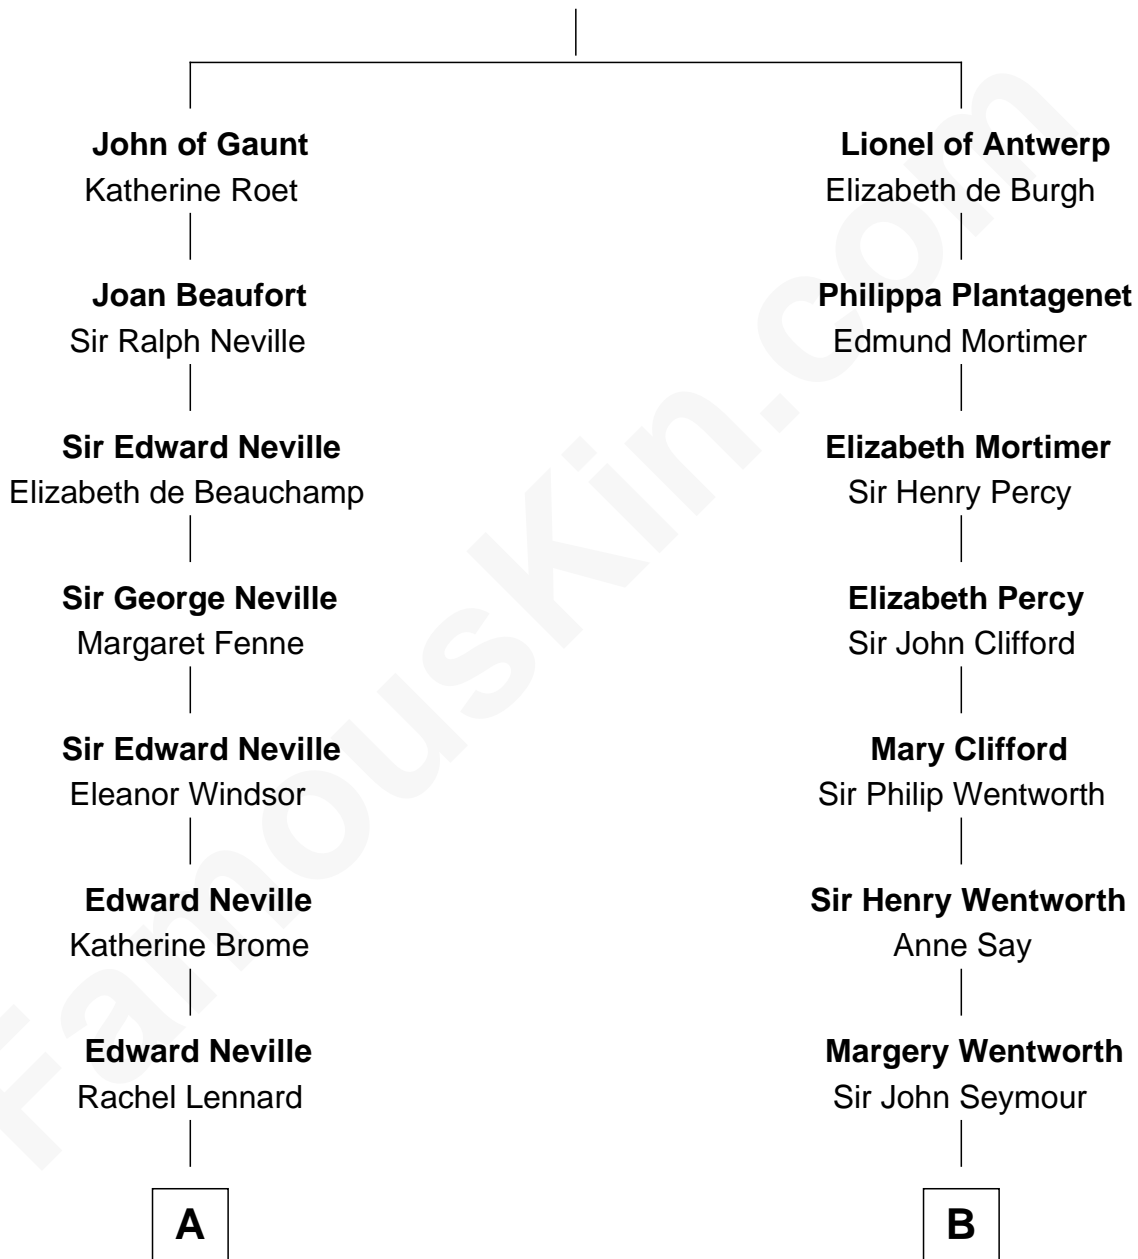 John of Gaunt
Katherine Roet
Joan Beaufort
Sir Ralph Neville
Sir Edward Neville
Elizabeth de Beauchamp
Sir George Neville
Margaret Fenne
Sir Edward Neville
Eleanor Windsor
Edward Neville
Katherine Brome
Edward Neville
Rachel Lennard
A
Lionel of Antwerp
Elizabeth de Burgh
Philippa Plantagenet
Edmund Mortimer
Elizabeth Mortimer
Sir Henry Percy
Elizabeth Percy
Sir John Clifford
Mary Clifford
Sir Philip Wentworth
Sir Henry Wentworth
Anne Say
Margery Wentworth
Sir John Seymour
B
FamousKin.com